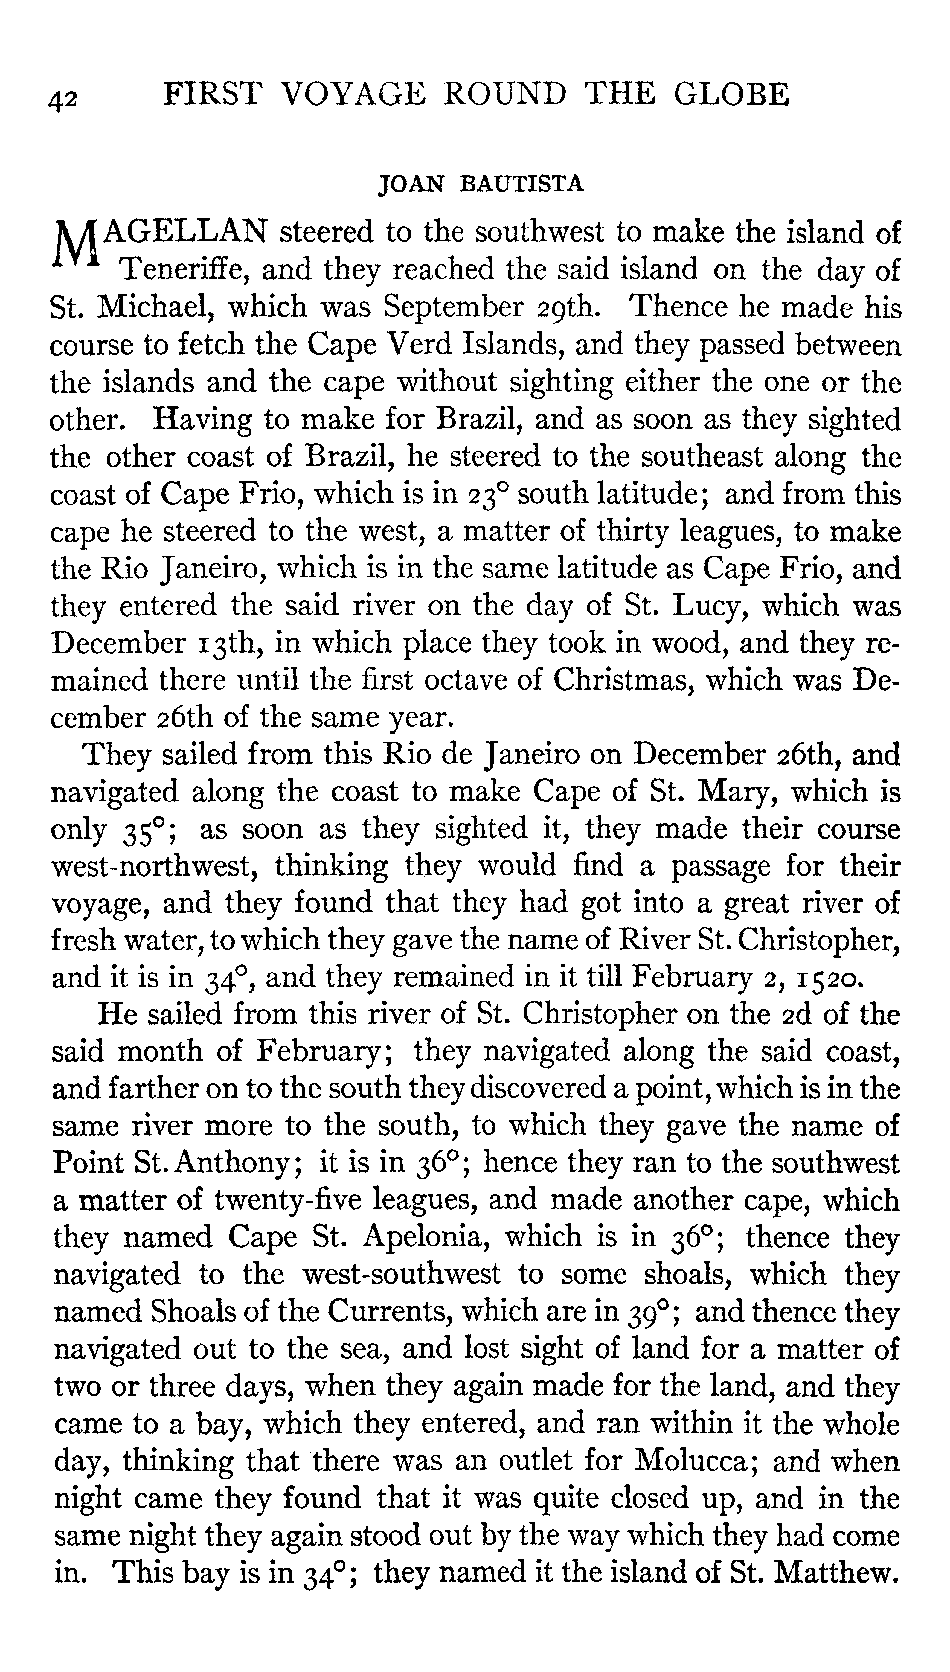 42 FIRST VOYAGE ROUND THE GLOBE
JOAN BAUTISTA
MAGELLAN steered to the southwest to make the island of
Teneriffe, and they reached the said island on the day of
St. Michael, which was September 29th. Thence he made his
course to fetch the Cape Verd Islands, and they passed between
the islands and the cape without sighting either the one or the
other. Having to make for Brazil, and as soon as they sighted
the other coast of Brazil, he steered to the southeast along the
coast of Cape Frio, which is in 23° south latitude; and from this
cape he steered to the west, a matter of thirty leagues, to make
the Rio Janeiro, which is in the same latitude as Cape Frio, and
they entered the said river on the day of St. Lucy, which was
December 13th, in which place they took in wood, and they re-
mained there until the first octave of Christmas, which was De-
cember 26th of the same year.
They sailed from this Rio de Janeiro on December 26th, and
navigated along the coast to make Cape of St. Mary, which is
only 35°; as soon as they sighted it, they made their course
west-northwest, thinking they would find a passage for their
voyage, and they found that they had got into a great river of
fresh water, to which they gave the name of River St. Christopher,
and it is in 34°, and they remained in it till February 2, 1520.
He sailed from this river of St. Christopher on the 2d of the
said month of February; they navigated along the said coast,
and farther on to the south they discovered a point, which is in the
same river more to the south, to which they gave the name of
Point St. Anthony; it is in 36°; hence they ran to the southwest
a matter of twenty-five leagues, and made another cape, which
they named Cape St. Apelonia, which is in 36°; thence they
navigated to the west-southwest to some shoals, which they
named Shoals of the Currents, which are in 39°; and thence they
navigated out to the sea, and lost sight of land for a matter of
two or three days, when they again made for the land, and they
came to a bay, which they entered, and ran within it the whole
day, thinking that there was an outlet for Molucca; and when
night came they found that it was quite closed up, and in the
same night they again stood out by the way which they had come
in. This bay is in 34°; they named it the island of St. Matthew.